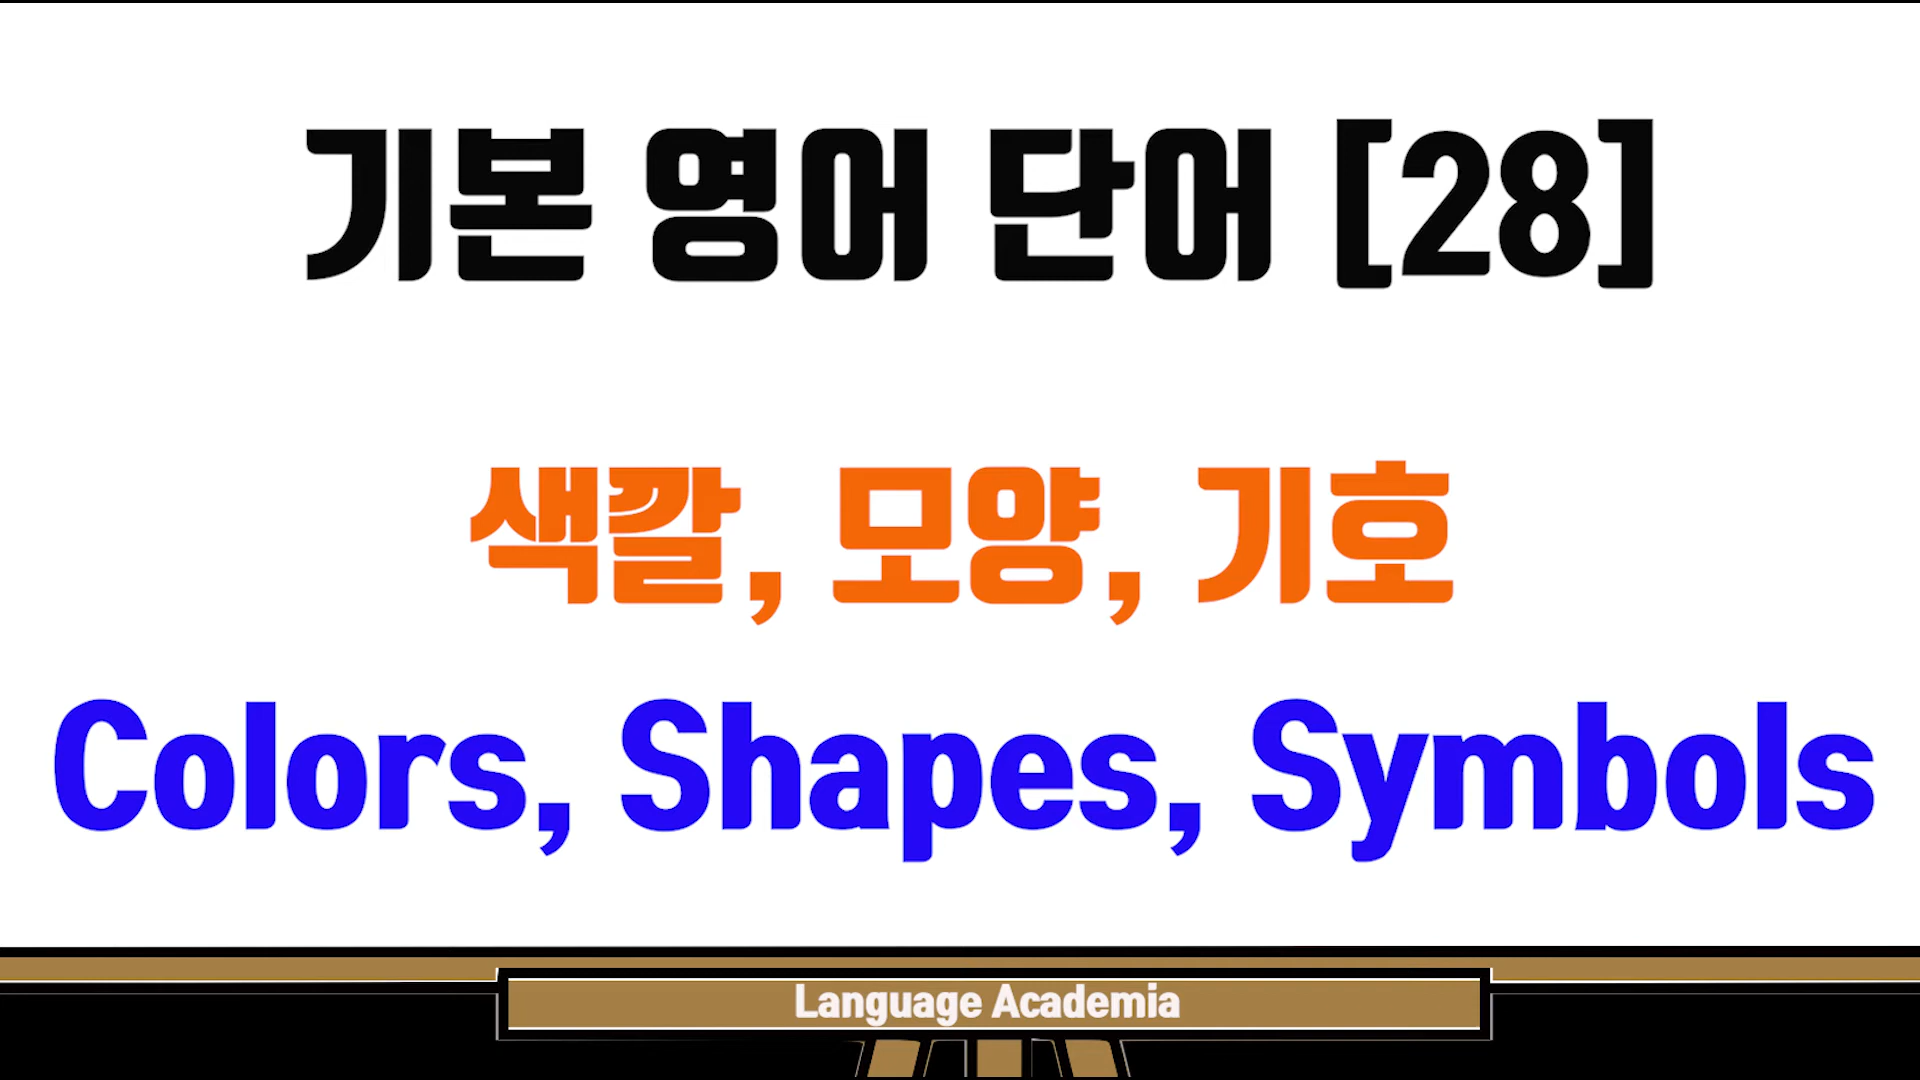 기본 영어 단어 [28]
색깔, 모양, 기호
Colors, Shapes, Symbols
Language Academia